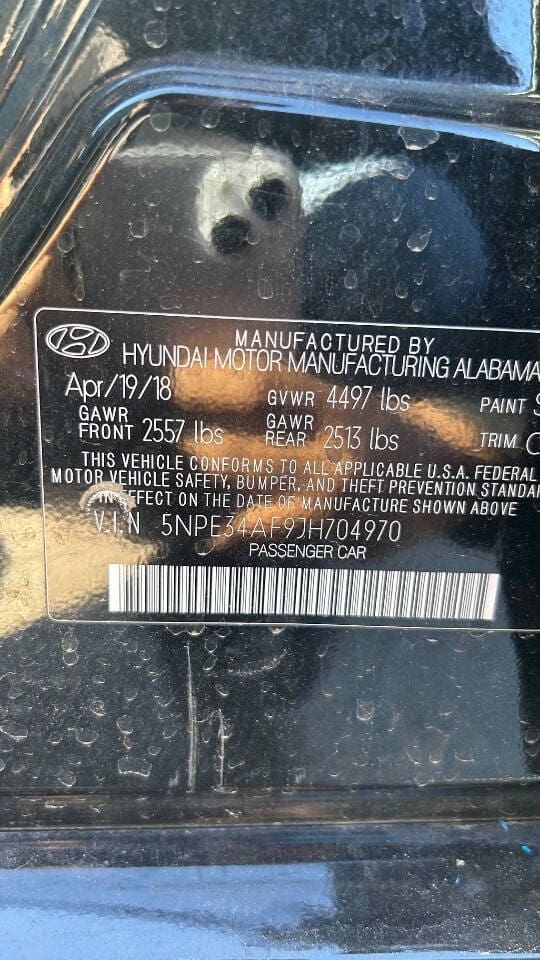 MANUFACTURED BY
HYUNDAI MOTOR MANUFACTURING ALABAMA
Apr/19/18 GVWR 4497 lbs PAINT
GAWR FRONT 2557 lbs GAWR REAR 2513 lbs TRIM
THIS VEHICLE CONFORMS TO ALL APPLICABLE U.S.A. FEDERAL
MOTOR VEHICLE SAFETY, BUMPER, AND THEFT PREVENTION STANDAR
IN EFFECT ON THE DATE OF MANUFACTURE SHOWN ABOVE
V.I.N 5NPE34AF9JH704970
PASSENGER CAR